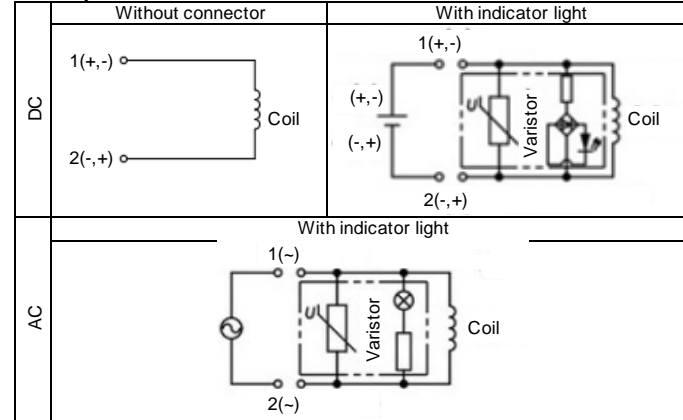 Without connector
With indicator light
DC
1(+,-)
Coil
2(-,+)
1(+,-)
(+,-)
(-,+)
U
Varistor
Coil
2(-,+)
With indicator light
AC
1(~)
U
Varistor
Coil
2(~)